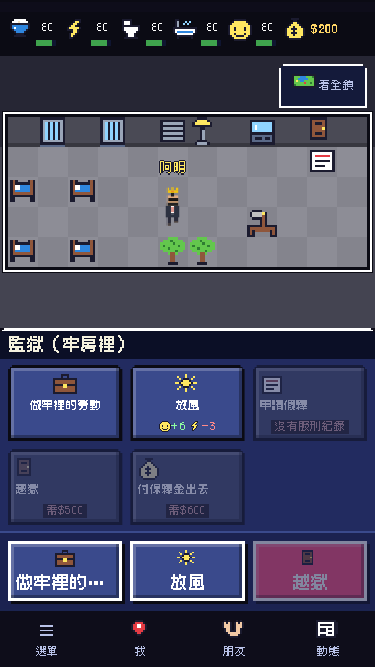 80 80 80 80 80 $200
看全鎮
阿明
監獄（牢房裡）
做牢裡的勞動
放風
+6 -3
申請假釋
沒有服刑紀錄
越獄
需$500
付保釋金出去
需$600
做牢裡的…
放風
越獄
選單
我
朋友
動態